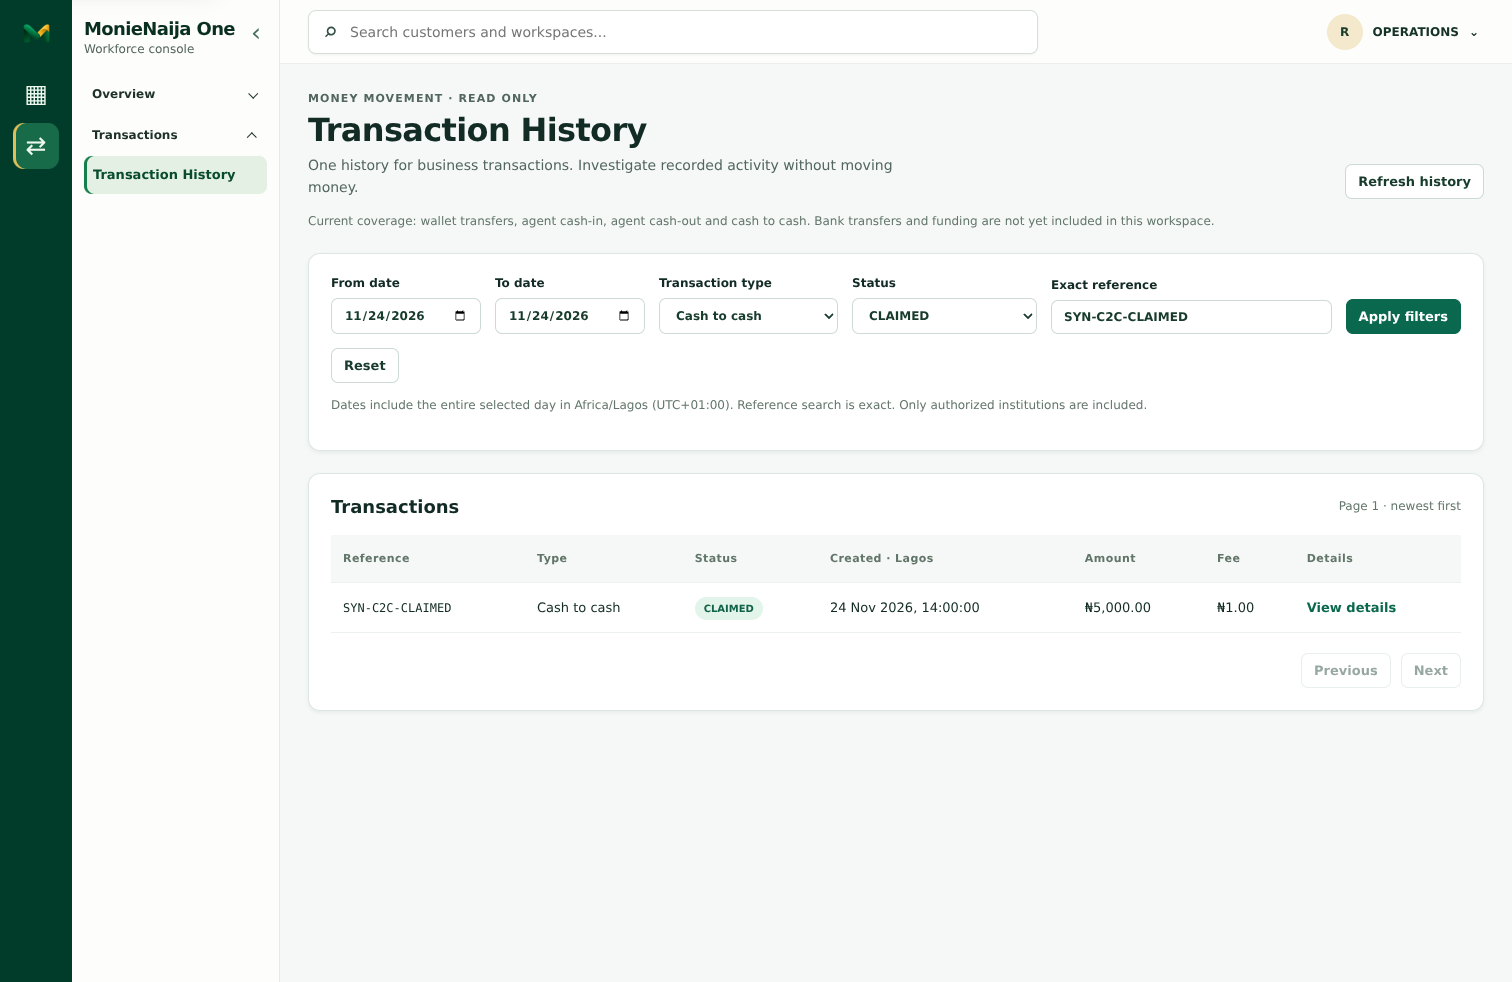 MonieNaija One
Workforce console
Overview
Transactions
Transaction History
Search customers and workspaces...
R
OPERATIONS
MONEY MOVEMENT · READ ONLY
Transaction History
One history for business transactions. Investigate recorded activity without moving
money.
Refresh history
Current coverage: wallet transfers, agent cash-in, agent cash-out and cash to cash. Bank transfers and funding are not yet included in this workspace.
From date
To date
Transaction type
Status
Exact reference
11/24/2026
11/24/2026
Cash to cash
CLAIMED
SYN-C2C-CLAIMED
Apply filters
Reset
Dates include the entire selected day in Africa/Lagos (UTC+01:00). Reference search is exact. Only authorized institutions are included.
Transactions
Page 1 · newest first
Reference Type Status Created · Lagos Amount Fee Details
SYN-C2C-CLAIMED Cash to cash CLAIMED 24 Nov 2026, 14:00:00 ₦5,000.00 ₦1.00 View details
Previous
Next